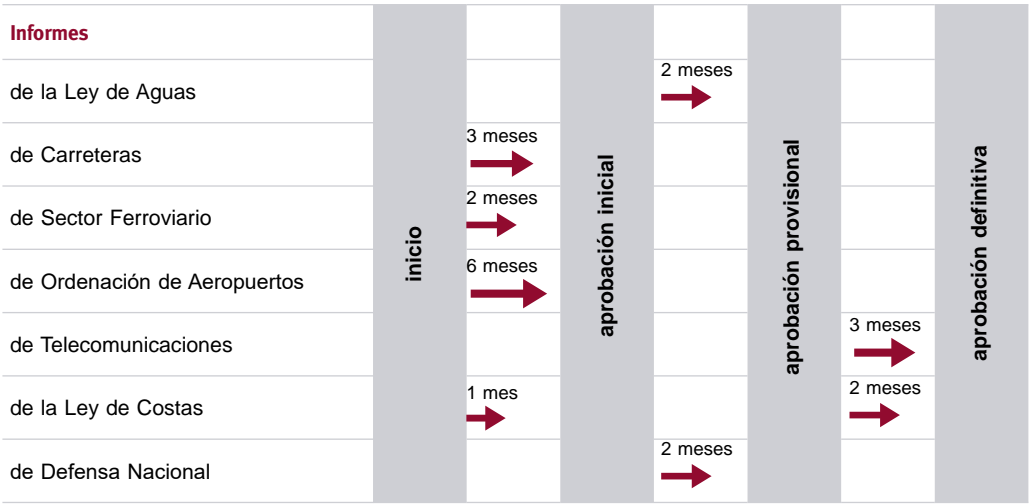 Informes
de la Ley de Aguas
2 meses
de Carreteras
3 meses
de Sector Ferroviario
2 meses
de Ordenación de Aeropuertos
6 meses
de Telecomunicaciones
3 meses
de la Ley de Costas
1 mes
2 meses
de Defensa Nacional
2 meses
inicio
aprobación inicial
aprobación provisional
aprobación definitiva